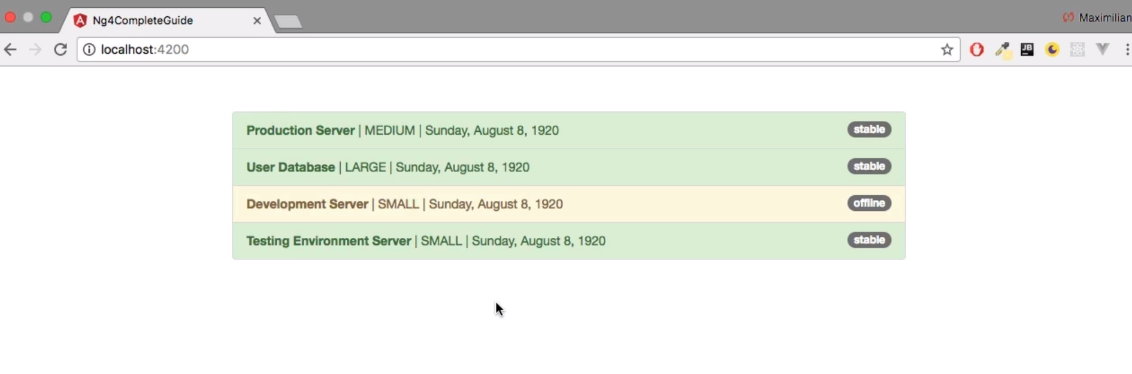 Ng4CompleteGuide
Maximilian
localhost:4200
JB
Production Server | MEDIUM | Sunday, August 8, 1920 stable
User Database | LARGE | Sunday, August 8, 1920 stable
Development Server | SMALL | Sunday, August 8, 1920 offline
Testing Environment Server | SMALL | Sunday, August 8, 1920 stable